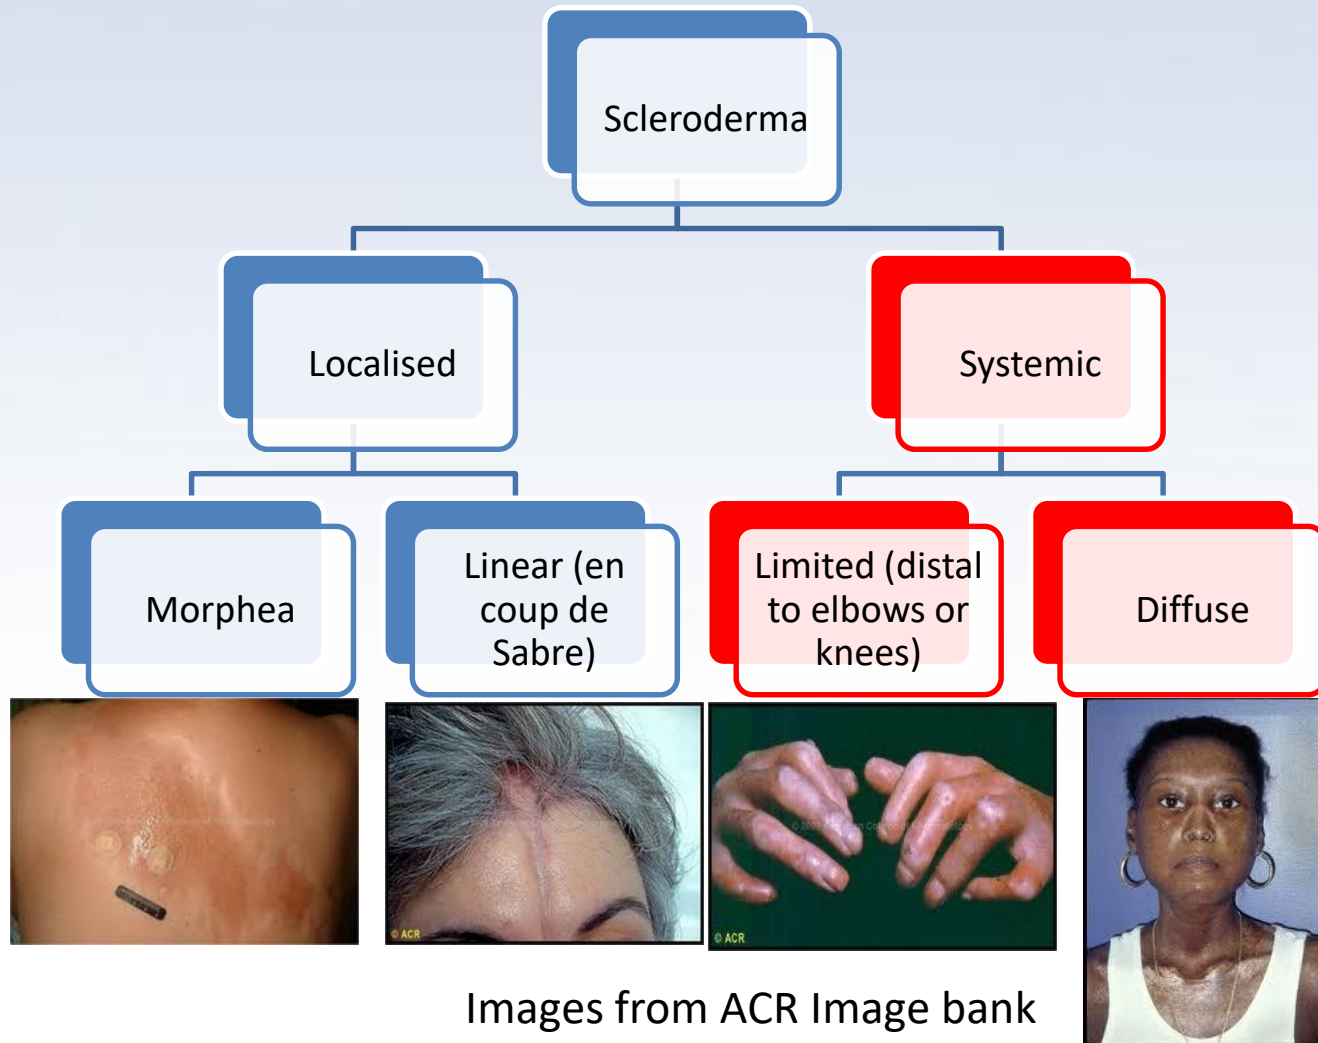 Scleroderma
Localised
Systemic
Morphea
Linear (en
coup de
Sabre)
Limited (distal
to elbows or
knees)
Diffuse
© ACR
© ACR
Images from ACR Image bank